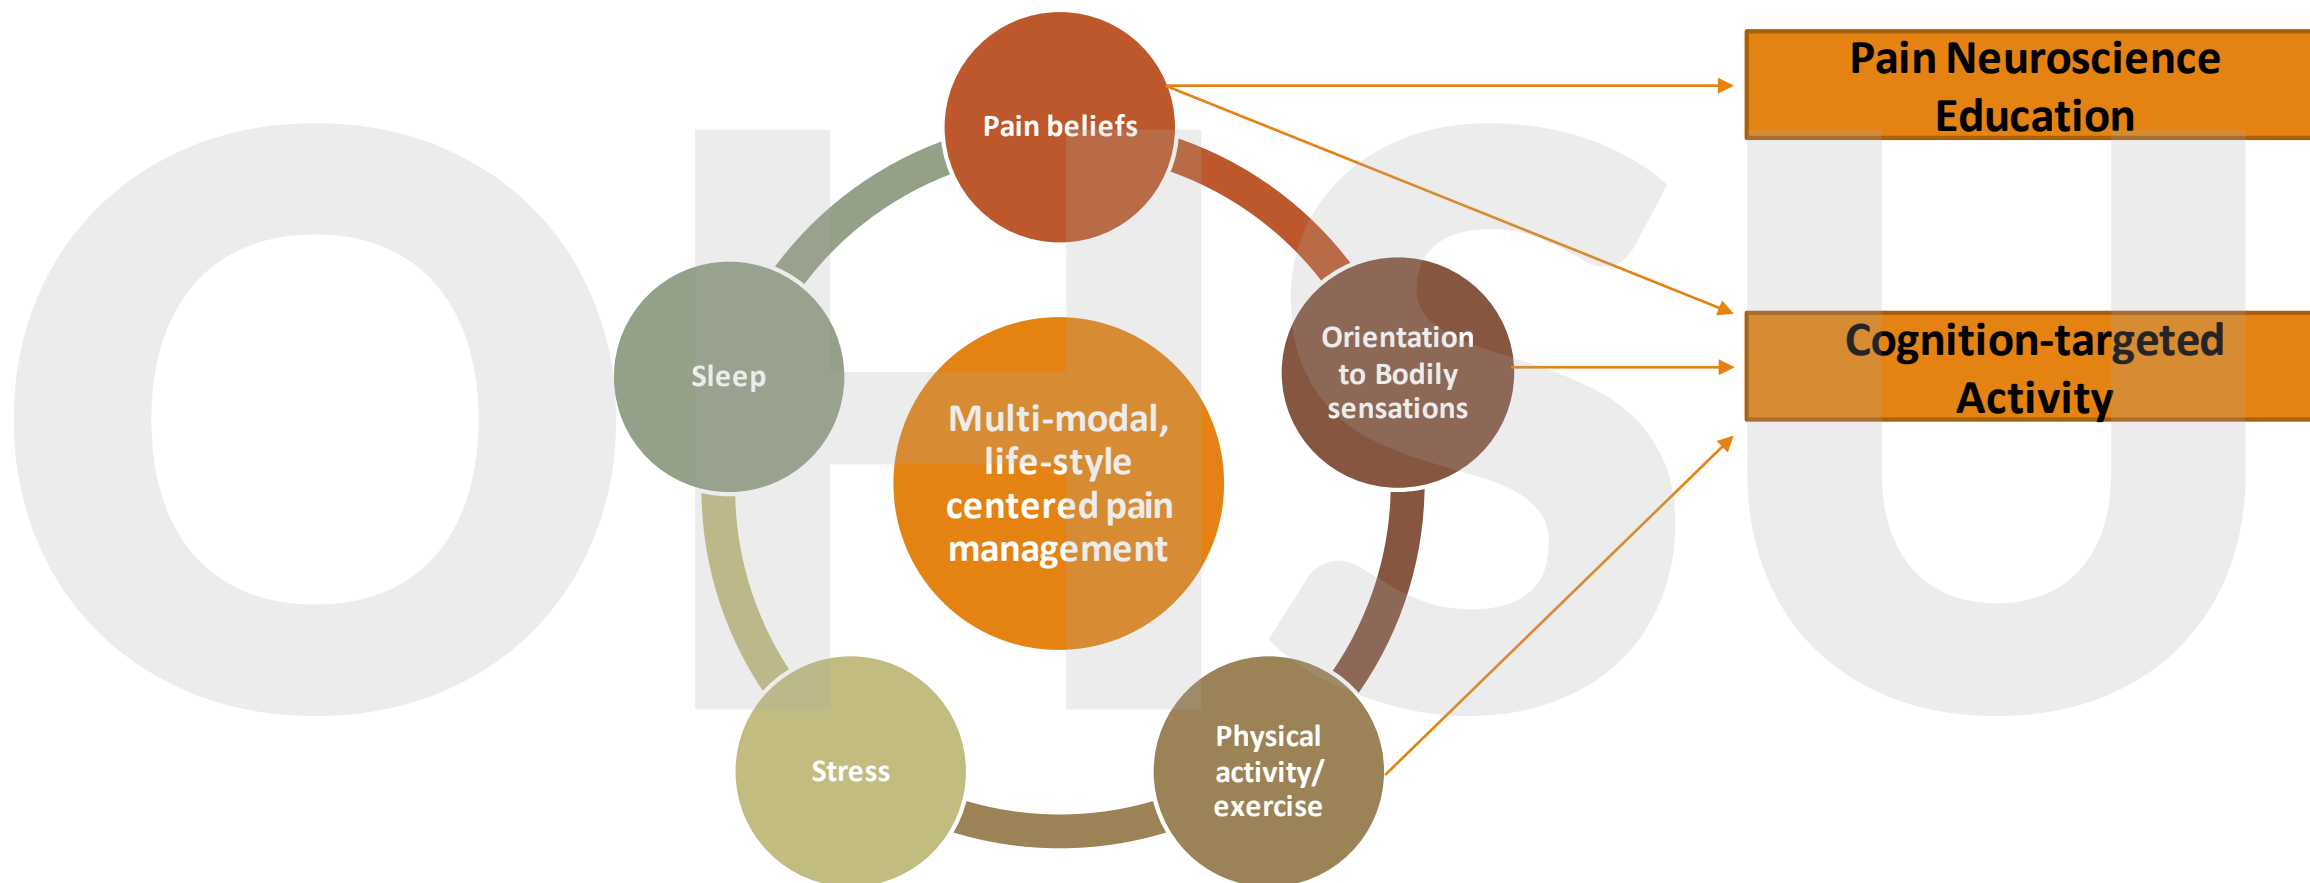 Pain beliefs
Pain Neuroscience
Education
Orientation
to Bodily
sensations
Cognition-targeted
Activity
Sleep
Multi-modal,
life-style
centered pain
management
Stress
Physical
activity/
exercise
OHSU